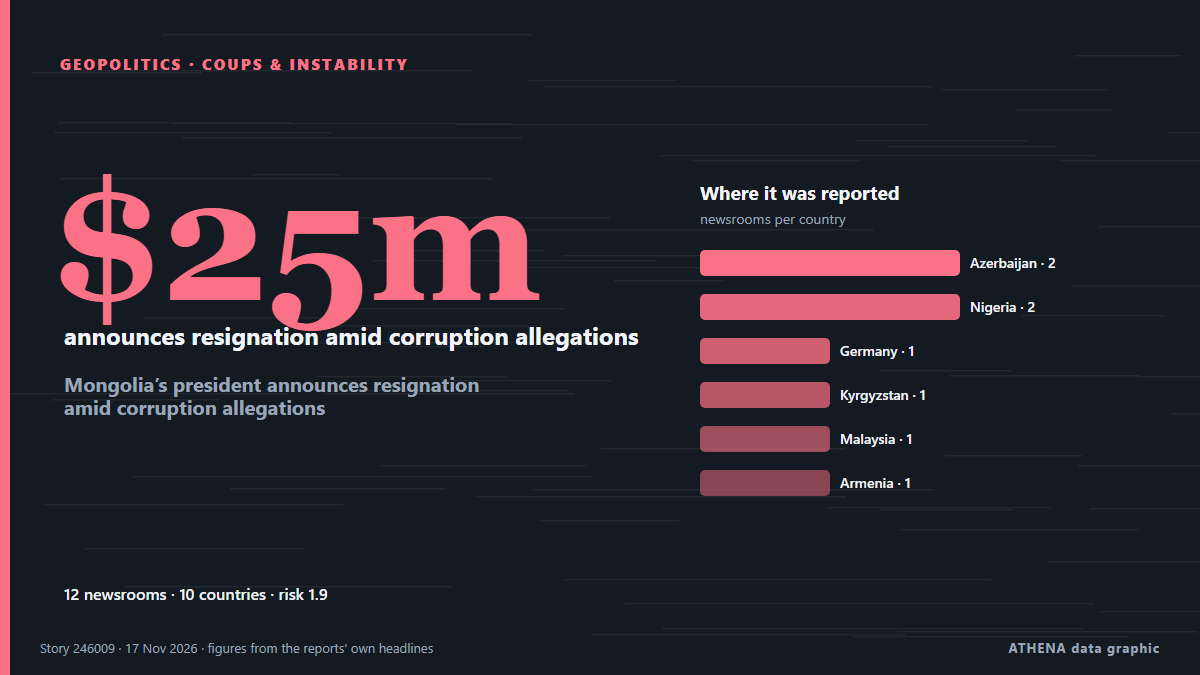 GEOPOLITICS · COUPS & INSTABILITY
$25m
announces resignation amid corruption allegations
Mongolia’s president announces resignation
amid corruption allegations
Where it was reported
newsrooms per country
Azerbaijan · 2
Nigeria · 2
Germany · 1
Kyrgyzstan · 1
Malaysia · 1
Armenia · 1
12 newsrooms · 10 countries · risk 1.9
Story 246009 · 17 Nov 2026 · figures from the reports' own headlines
ATHENA data graphic